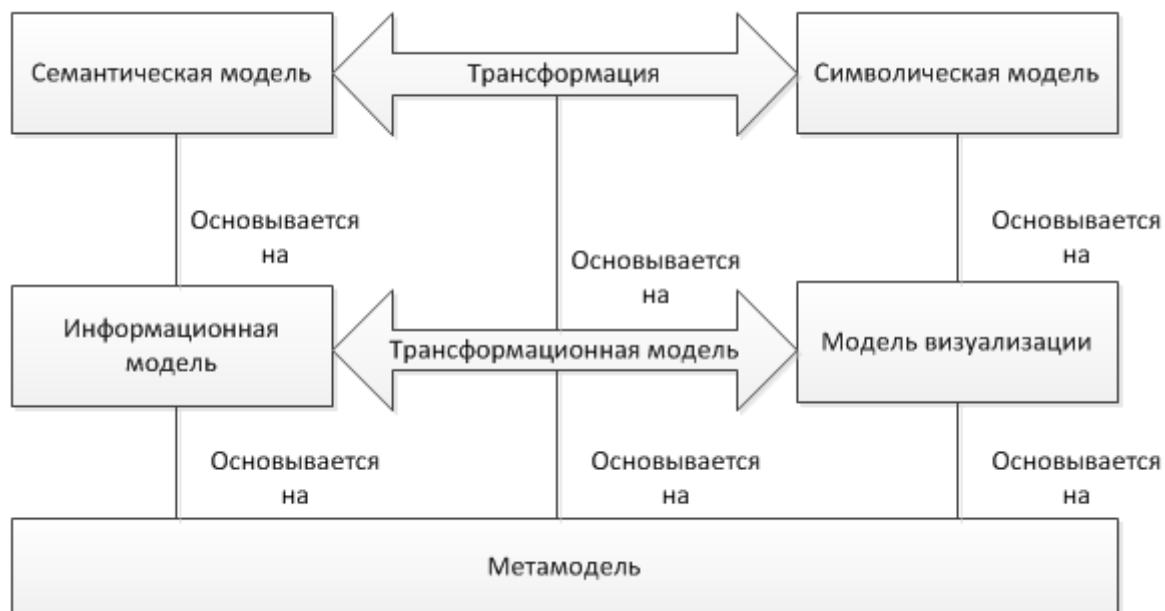 Семантическая модель
Трансформация
Символическая модель
Основывается
на
Основывается
на
Основывается
на
Информационная
модель
Трансформационная модель
Модель визуализации
Основывается
на
Основывается
на
Основывается
на
Метамодель